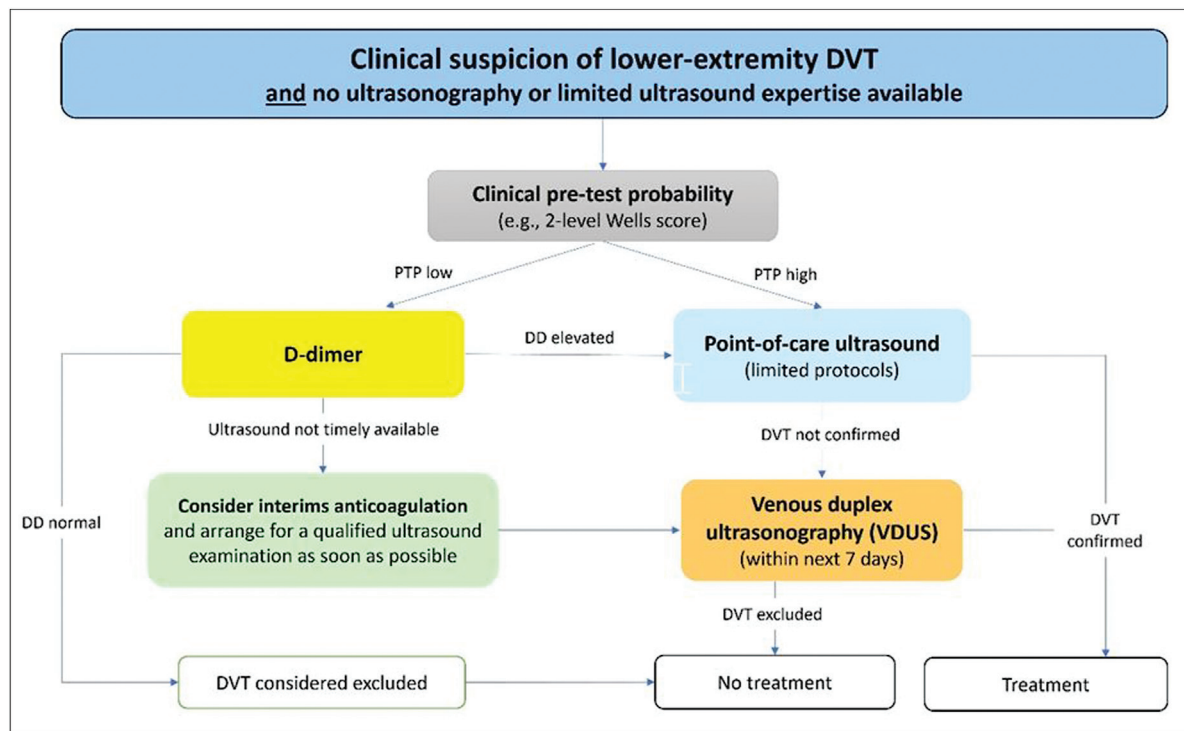 Clinical suspicion of lower-extremity DVT
and no ultrasonography or limited ultrasound expertise available
Clinical pre-test probability
(e.g., 2-level Wells score)
PTP low
PTP high
D-dimer
DD elevated
Point-of-care ultrasound
(limited protocols)
Ultrasound not timely available
DVT not confirmed
DD normal
Consider interims anticoagulation
and arrange for a qualified ultrasound
examination as soon as possible
Venous duplex
ultrasonography (VDUS)
(within next 7 days)
DVT
confirmed
DVT excluded
DVT considered excluded
No treatment
Treatment